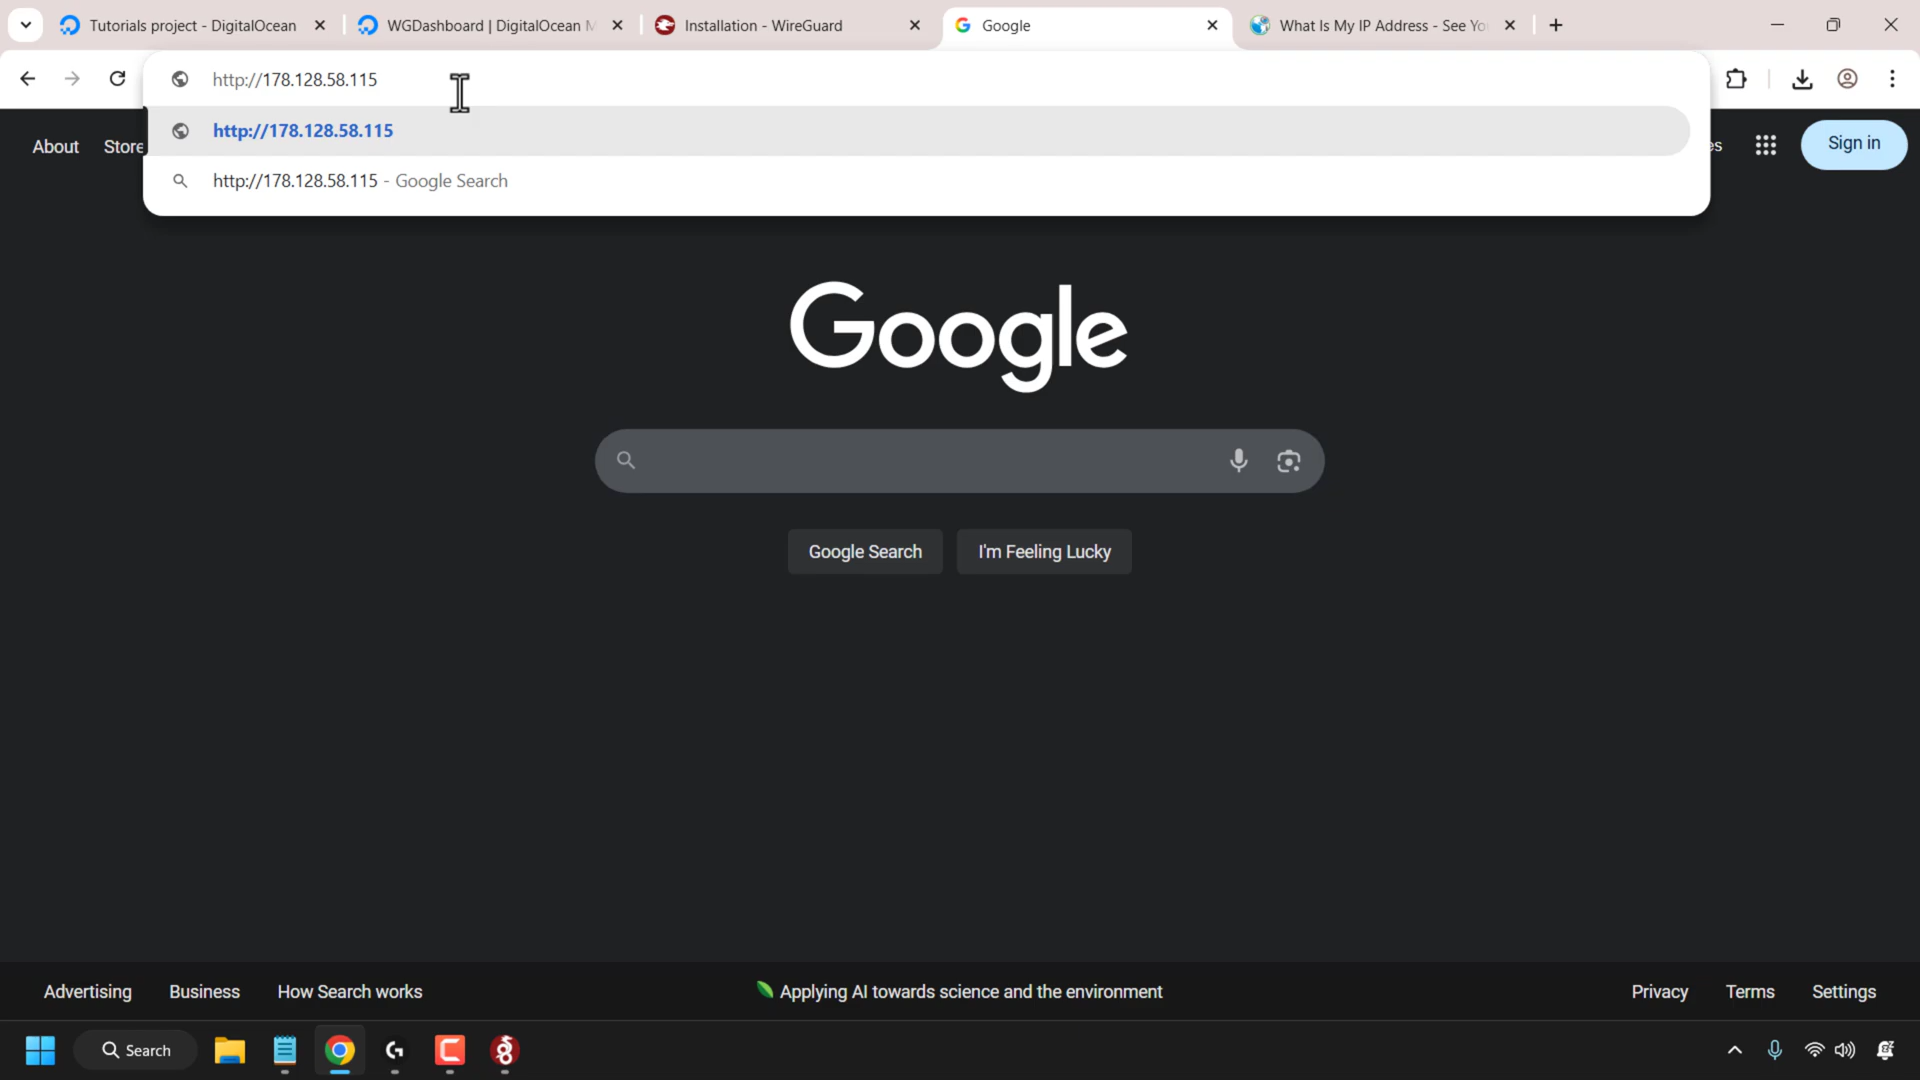 Tutorials project - DigitalOcean
WGDashboard | DigitalOcean M
Installation - WireGuard
Google
What Is My IP Address - See Yo
http://178.128.58.115
http://178.128.58.115
http://178.128.58.115 - Google Search
About
Store
es
Sign in
Google
Google Search
I'm Feeling Lucky
Advertising
Business
How Search works
Applying AI towards science and the environment
Privacy
Terms
Settings
Search